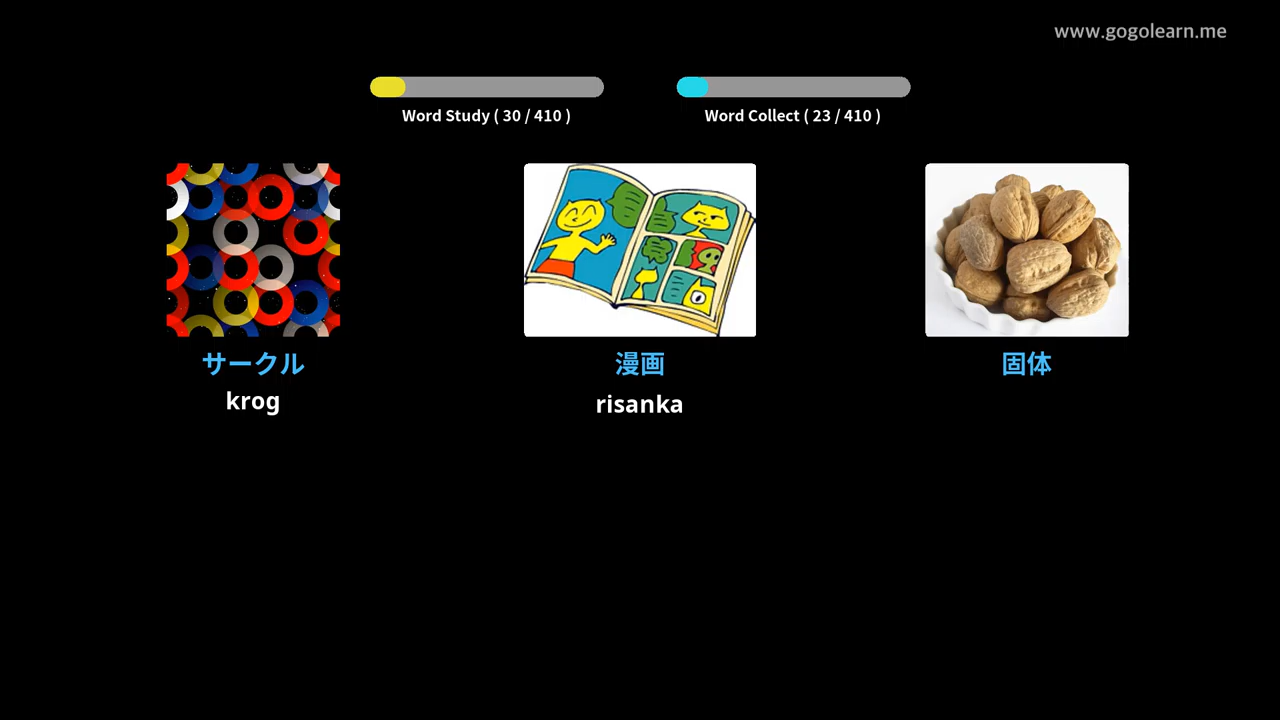 www.gogolearn.me
Word Study ( 30 / 410 )
Word Collect ( 23 / 410 )
サークル
漫画
固体
krog
risanka